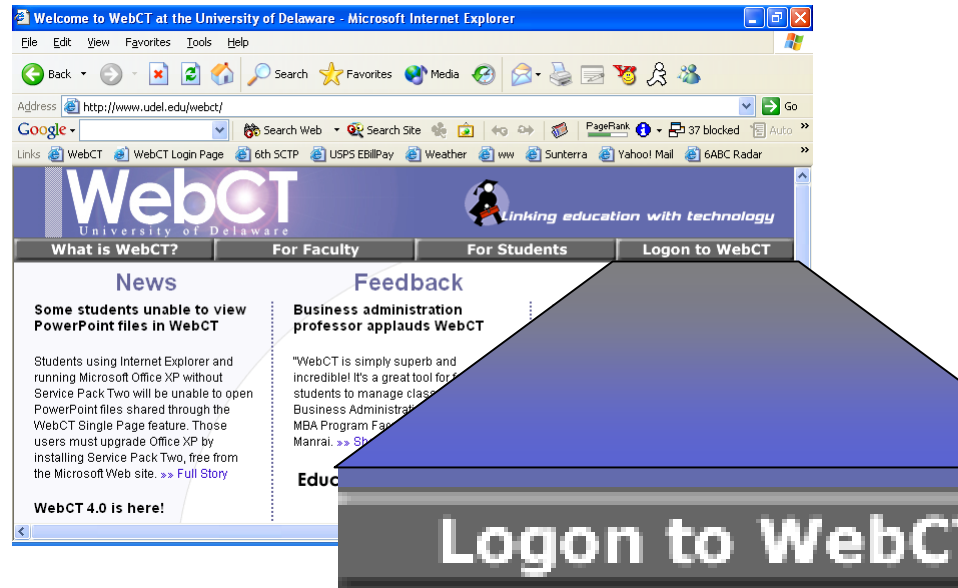 Welcome to WebCT at the University of Delaware - Microsoft Internet Explorer
File Edit View Favorites Tools Help
Back Search Favorites Media
Address http://www.udel.edu/webct/ Go
Google Search Web Search Site PageRank 37 blocked Auto »
Links WebCT WebCT Login Page 6th SCTP USPS EBillPay Weather ww Sunterra Yahoo! Mail 6ABC Radar »
WebCT
University of Delaware
Linking education with technology
What is WebCT? For Faculty For Students Logon to WebCT
News
Some students unable to view
PowerPoint files in WebCT
Students using Internet Explorer and
running Microsoft Office XP without
Service Pack Two will be unable to open
PowerPoint files shared through the
WebCT Single Page feature. Those
users must upgrade Office XP by
installing Service Pack Two, free from
the Microsoft Web site. »» Full Story
WebCT 4.0 is here!
Feedback
Business administration
professor applauds WebCT
"WebCT is simply superb and
incredible! It's a great tool for
students to manage
Business
MBA Program
Manrai. »»
Logon to WebCT